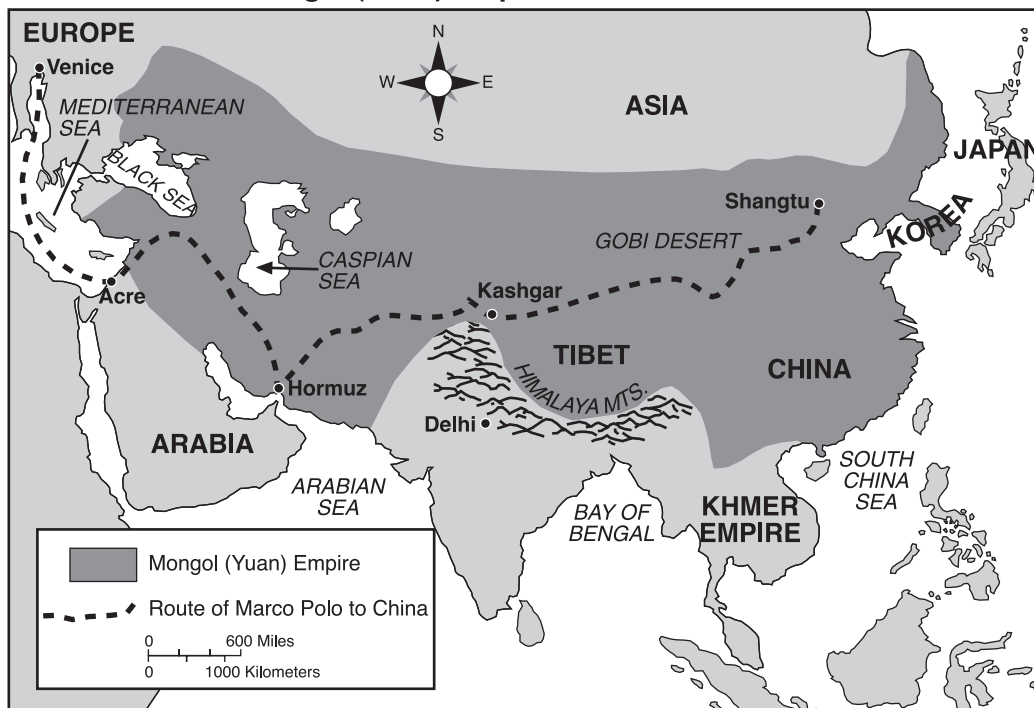 EUROPE
Venice
MEDITERRANEAN
SEA
BLACK SEA
N
W
E
S
ASIA
JAPAN
Shangtu
KOREA
GOBI DESERT
CASPIAN
SEA
Acre
Kashgar
TIBET
CHINA
HIMALAYA MTS.
Hormuz
Delhi
ARABIA
ARABIAN
SEA
BAY OF
BENGAL
KHMER
EMPIRE
SOUTH
CHINA
SEA
Mongol (Yuan) Empire
Route of Marco Polo to China
0 600 Miles
0 1000 Kilometers